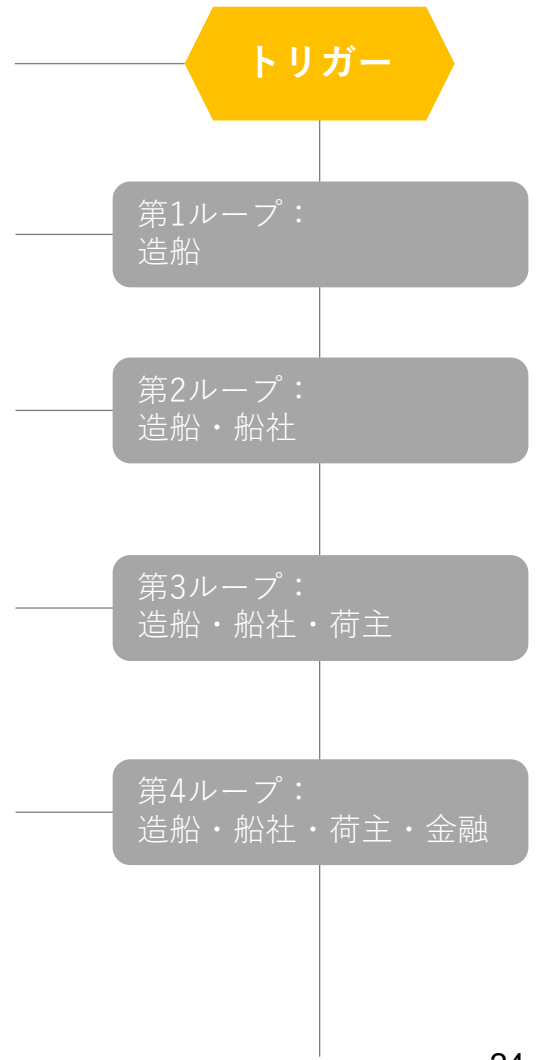 トリガー
第1ループ：
造船
第2ループ：
造船・船社
第3ループ：
造船・船社・荷主
第4ループ：
造船・船社・荷主・金融